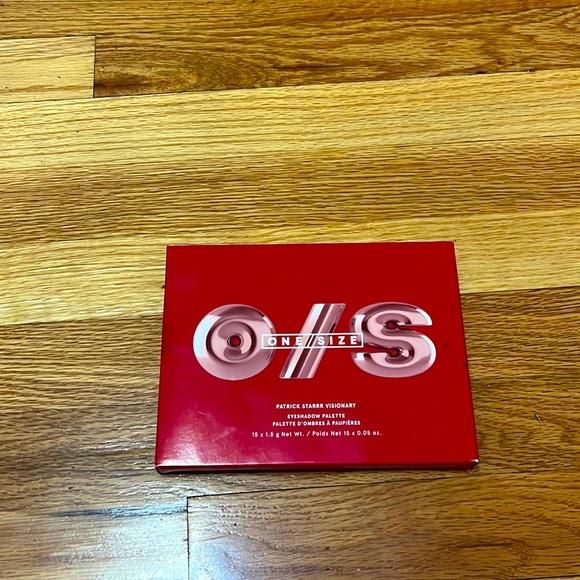 O/S
ONE/SIZE
PATRICK STARRR VISIONARY
EYESHADOW PALETTE
PALETTE D'OMBRES À PAUPIÈRES
15 x 1.5 g Net Wt. / Poids Net 15 x 0.05 oz.